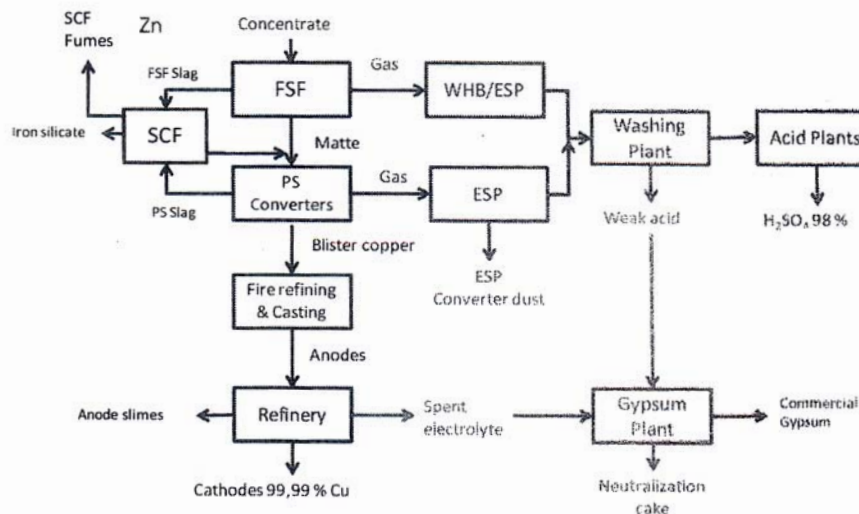 SCF
Fumes
Zn
Concentrate
FSF Slag
FSF
Gas
WHB/ESP
Iron silicate
SCF
Matte
Washing
Plant
Acid Plants
PS Slag
PS
Converters
Gas
ESP
Weak acid
H₂SO₄ 98 %
Blister copper
ESP
Converter dust
Fire refining
& Casting
Anodes
Anode slimes
Refinery
Spent
electrolyte
Gypsum
Plant
Commercial
Gypsum
Cathodes 99,99 % Cu
Neutralization
cake